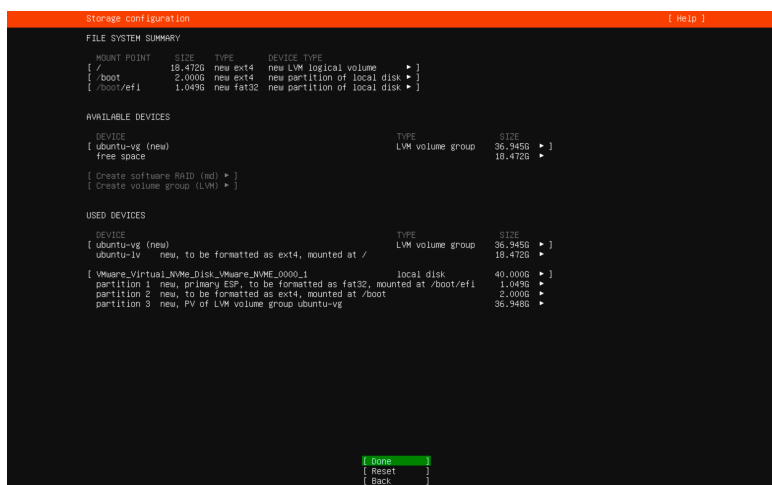 Storage configuration [ Help ]
FILE SYSTEM SUMMARY
MOUNT POINT SIZE TYPE DEVICE TYPE
[ / 18.472G new ext4 new LVM logical volume ▸ ]
[ /boot 2.000G new ext4 new partition of local disk ▸ ]
[ /boot/efi 1.049G new fat32 new partition of local disk ▸ ]
AVAILABLE DEVICES
DEVICE TYPE SIZE
[ ubuntu-vg (new) LVM volume group 36.945G ▸ ]
free space 18.472G ▸
[ Create software RAID (md) ▸ ]
[ Create volume group (LVM) ▸ ]
USED DEVICES
DEVICE TYPE SIZE
[ ubuntu-vg (new) LVM volume group 36.945G ▸ ]
ubuntu-lv new, to be formatted as ext4, mounted at / 18.472G ▸
[ VMware_Virtual_NVMe_Disk_VMware_NVME_0000_1 local disk 40.000G ▸ ]
partition 1 new, primary ESP, to be formatted as fat32, mounted at /boot/efi 1.049G ▸
partition 2 new, to be formatted as ext4, mounted at /boot 2.000G ▸
partition 3 new, PV of LVM volume group ubuntu-vg 36.948G ▸
[ Done ]
[ Reset ]
[ Back ]